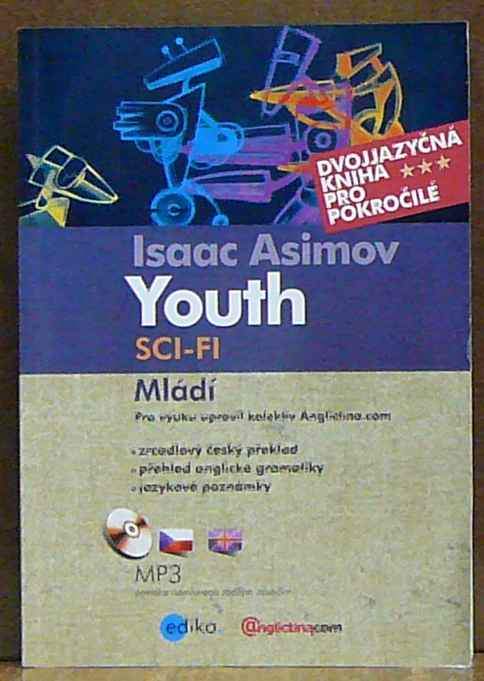 DVOJJAZYČNÁ
KNIHA
PRO
POKROČILÉ
Isaac Asimov
Youth
SCI-FI
Mládí
Pro výuku upravil kolektiv Anglictina.com
zrcadlový český překlad
přehled anglické gramatiky
jazykové poznámky
MP3
edika
@nglictina.com